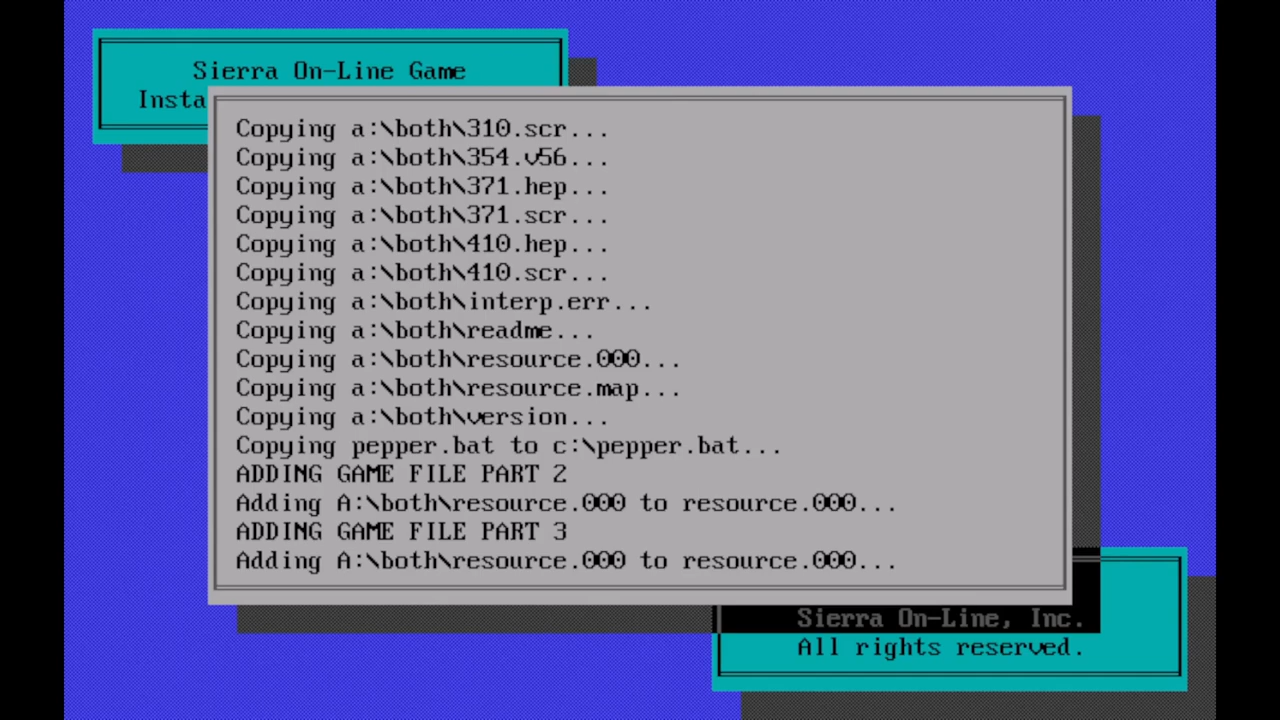 Sierra On-Line Game
Insta
Copying a:\both\310.scr...
Copying a:\both\354.v56...
Copying a:\both\371.hep...
Copying a:\both\371.scr...
Copying a:\both\410.hep...
Copying a:\both\410.scr...
Copying a:\both\interp.err...
Copying a:\both\readme...
Copying a:\both\resource.000...
Copying a:\both\resource.map...
Copying a:\both\version...
Copying pepper.bat to c:\pepper.bat...
ADDING GAME FILE PART 2
Adding A:\both\resource.000 to resource.000...
ADDING GAME FILE PART 3
Adding A:\both\resource.000 to resource.000...
Sierra On-Line, Inc.
All rights reserved.